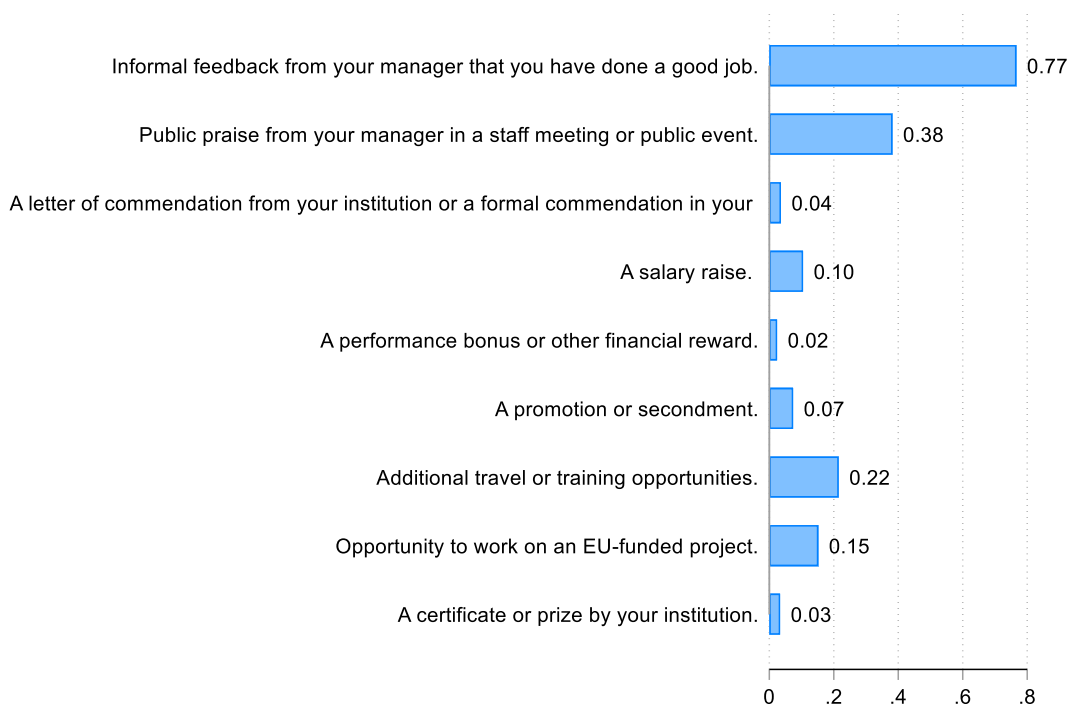 Informal feedback from your manager that you have done a good job. 0.77
Public praise from your manager in a staff meeting or public event. 0.38
A letter of commendation from your institution or a formal commendation in your 0.04
A salary raise. 0.10
A performance bonus or other financial reward. 0.02
A promotion or secondment. 0.07
Additional travel or training opportunities. 0.22
Opportunity to work on an EU-funded project. 0.15
A certificate or prize by your institution. 0.03
0 .2 .4 .6 .8